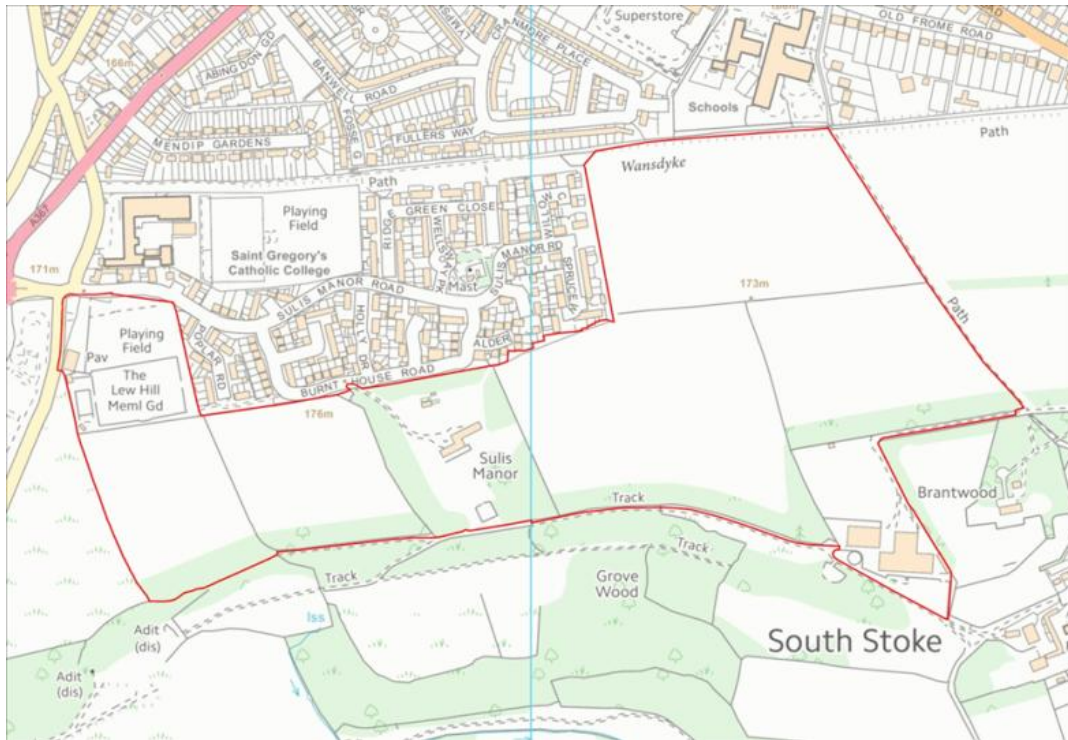 Superstore
OLD FROME ROAD
166m
ABINGDON GD
BANWELL
ROAD
Schools
MENDIP GARDENS
FULLERS WAY
Path
Wansdyke
Path
A367
Playing
Field
Saint Gregory's
Catholic College
GREEN CLOSE
RIDGE
WILLOW
SULIS MANOR RD
SPRUCE W
Mast
171m
SULIS MANOR ROAD
HOLLY DR
ALDER
POPLAR RD
Playing
Field
Pav
The
Lew Hill
Meml Gd
BURNT HOUSE ROAD
176m
173m
Path
Sulis
Manor
Brantwood
Track
Track
Track
Grove
Wood
Iss
Adit
(dis)
Adit
(dis)
South Stoke